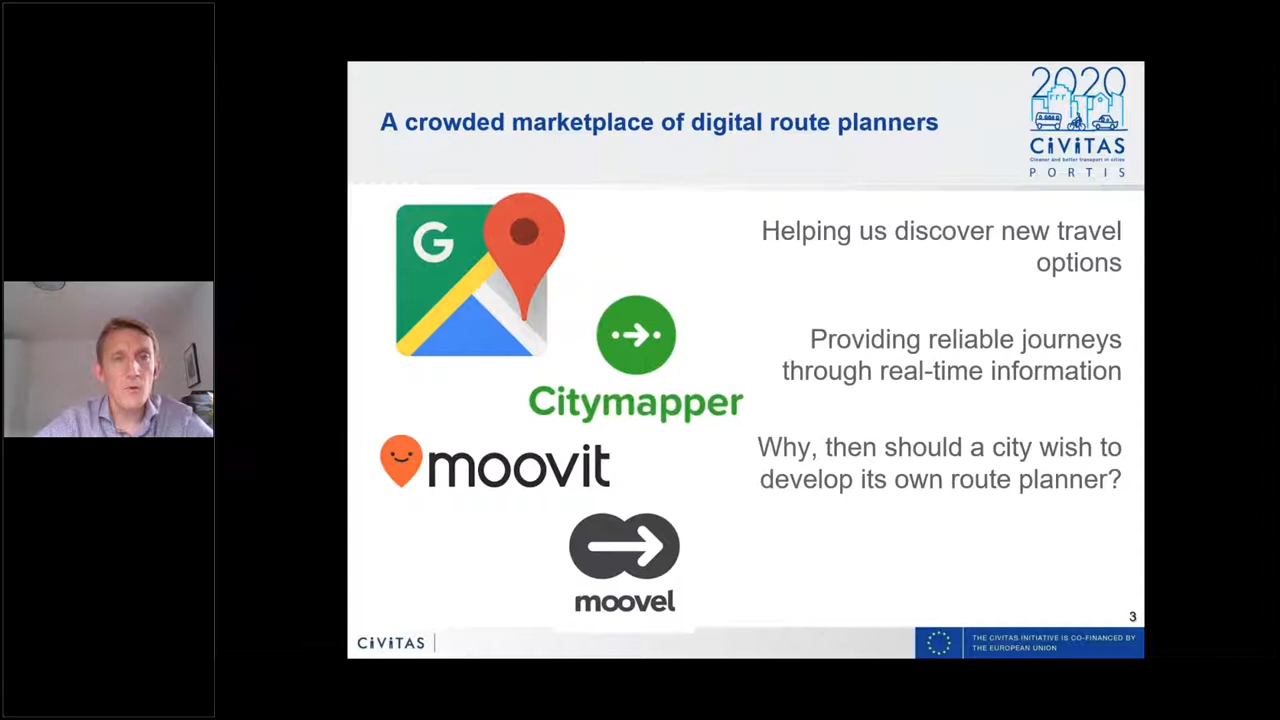 A crowded marketplace of digital route planners
2020
CiViTAS
Cleaner and better transport in cities
PORTIS
G
Helping us discover new travel
options
Citymapper
Providing reliable journeys
through real-time information
moovit
Why, then should a city wish to
develop its own route planner?
moovel
3
CiViTAS
THE CIVITAS INITIATIVE IS CO-FINANCED BY
THE EUROPEAN UNION